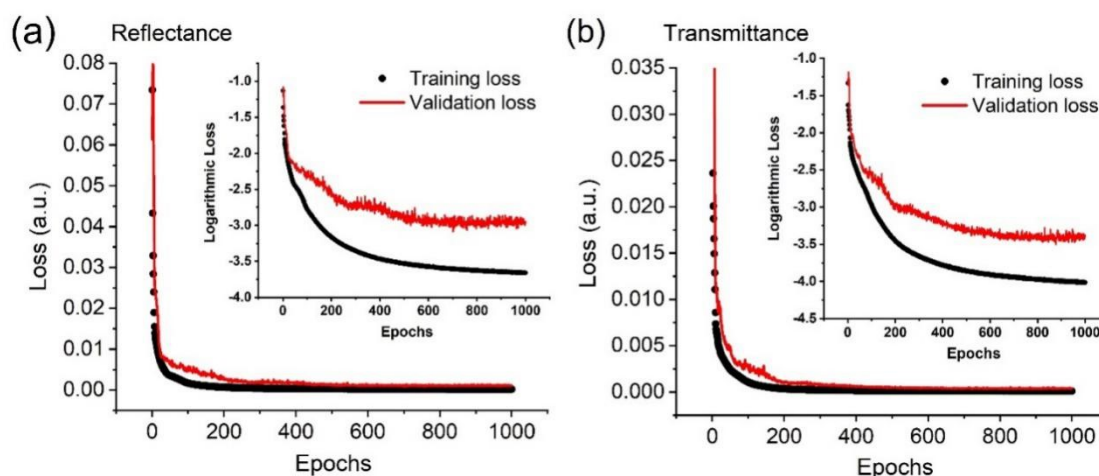 (a) Reflectance
0.08
0.07
0.06
0.05
0.04
0.03
0.02
0.01
0.00
Loss (a.u.)
0 200 400 600 800 1000
Epochs
-1.0
-1.5
-2.0
-2.5
-3.0
-3.5
-4.0
Logarithmic Loss
Training loss
Validation loss
0 200 400 600 800 1000
Epochs
(b) Transmittance
0.035
0.030
0.025
0.020
0.015
0.010
0.005
0.000
Loss (a.u.)
0 200 400 600 800 1000
Epochs
-1.0
-1.5
-2.0
-2.5
-3.0
-3.5
-4.0
-4.5
Logarithmic Loss
Training loss
Validation loss
0 200 400 600 800 1000
Epochs